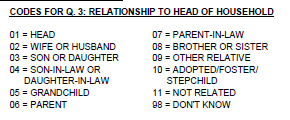 CODES FOR Q. 3: RELATIONSHIP TO HEAD OF HOUSEHOLD
01 = HEAD
02 = WIFE OR HUSBAND
03 = SON OR DAUGHTER
04 = SON-IN-LAW OR
DAUGHTER-IN-LAW
05 = GRANDCHILD
06 = PARENT
07 = PARENT-IN-LAW
08 = BROTHER OR SISTER
09 = OTHER RELATIVE
10 = ADOPTED/FOSTER/
STEPCHILD
11 = NOT RELATED
98 = DON'T KNOW